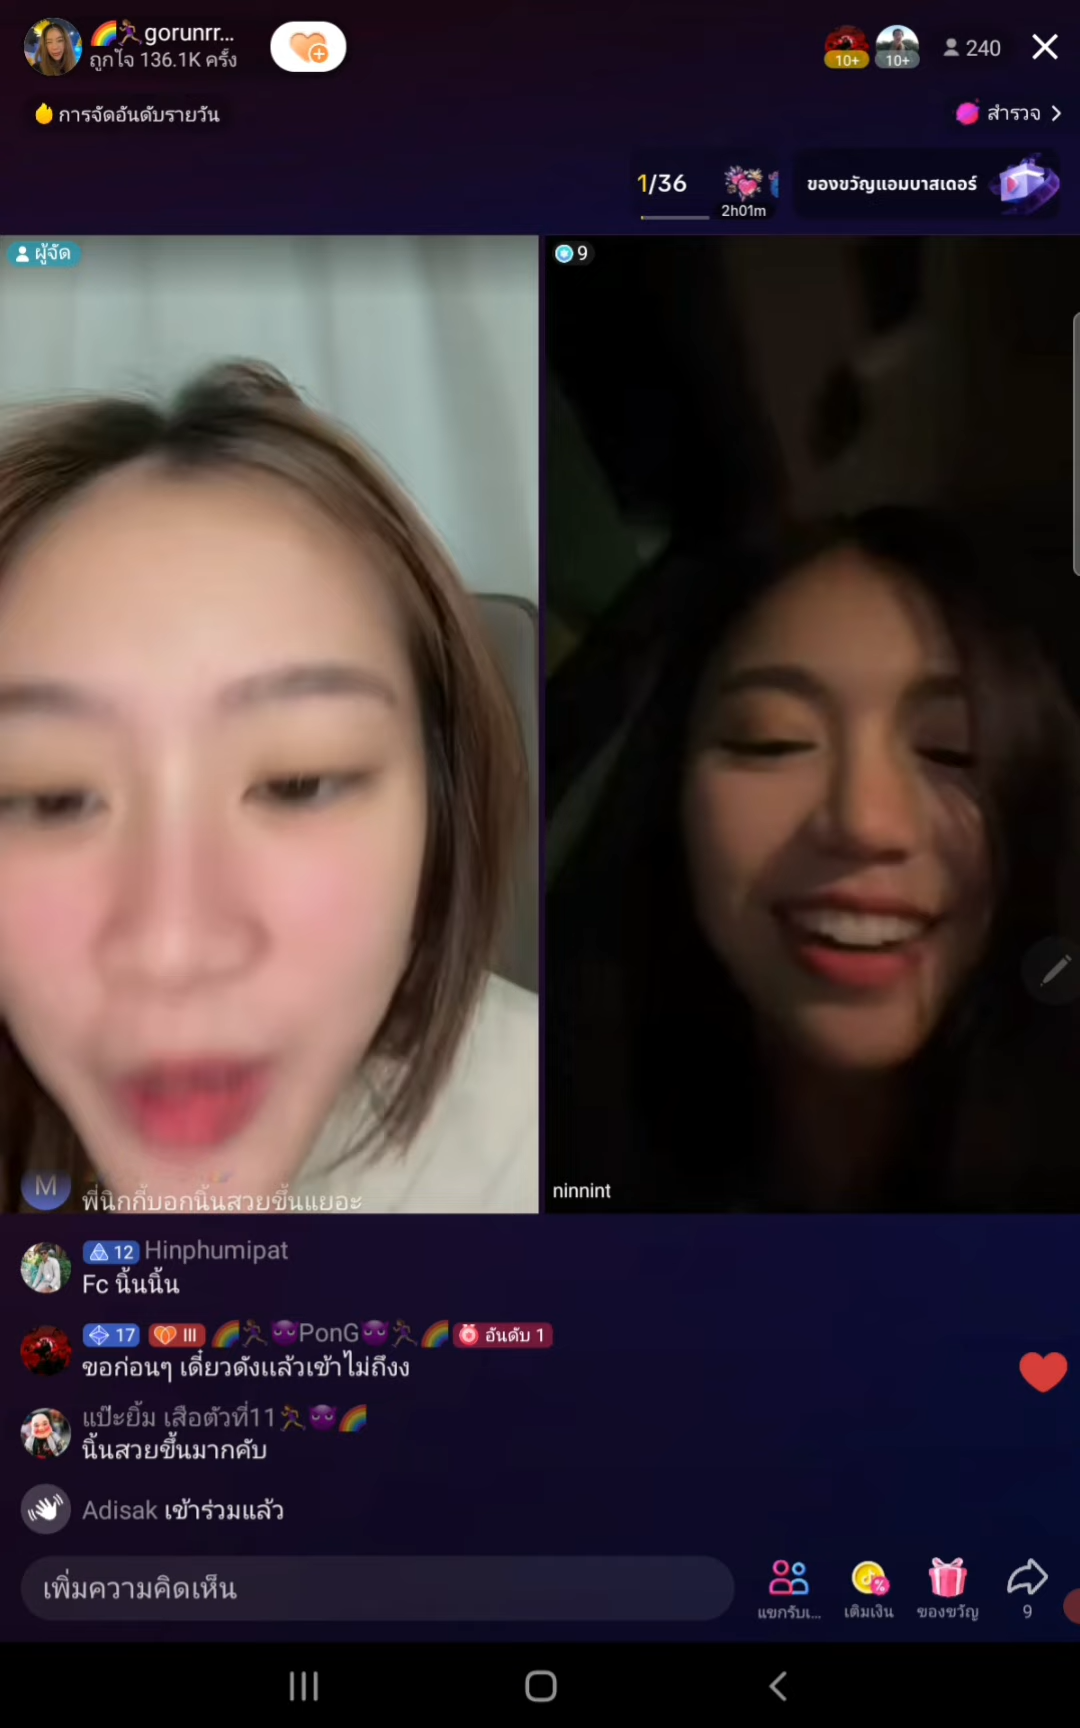 gorunrr...
ถูกใจ 136.1K ครั้ง
10+
10+
240
การจัดอันดับรายวัน
สำรวจ
1/36
2h01m
ของขวัญแอมบาสเดอร์
ผู้จัด
9
M
พี่นิกกี้บอกนิ้นสวยขึ้นแยอะ
ninnint
12 Hinphumipat
Fc นิ้นนิ้น
17 III PonG อันดับ 1
ขอก่อนๆ เดี๋ยวดังแล้วเข้าไม่ถึงง
แป๊ะยิ้ม เสือตัวที่11
นิ้นสวยขึ้นมากคับ
Adisak เข้าร่วมแล้ว
เพิ่มความคิดเห็น
แขกรับเ...
เติมเงิน
ของขวัญ
9